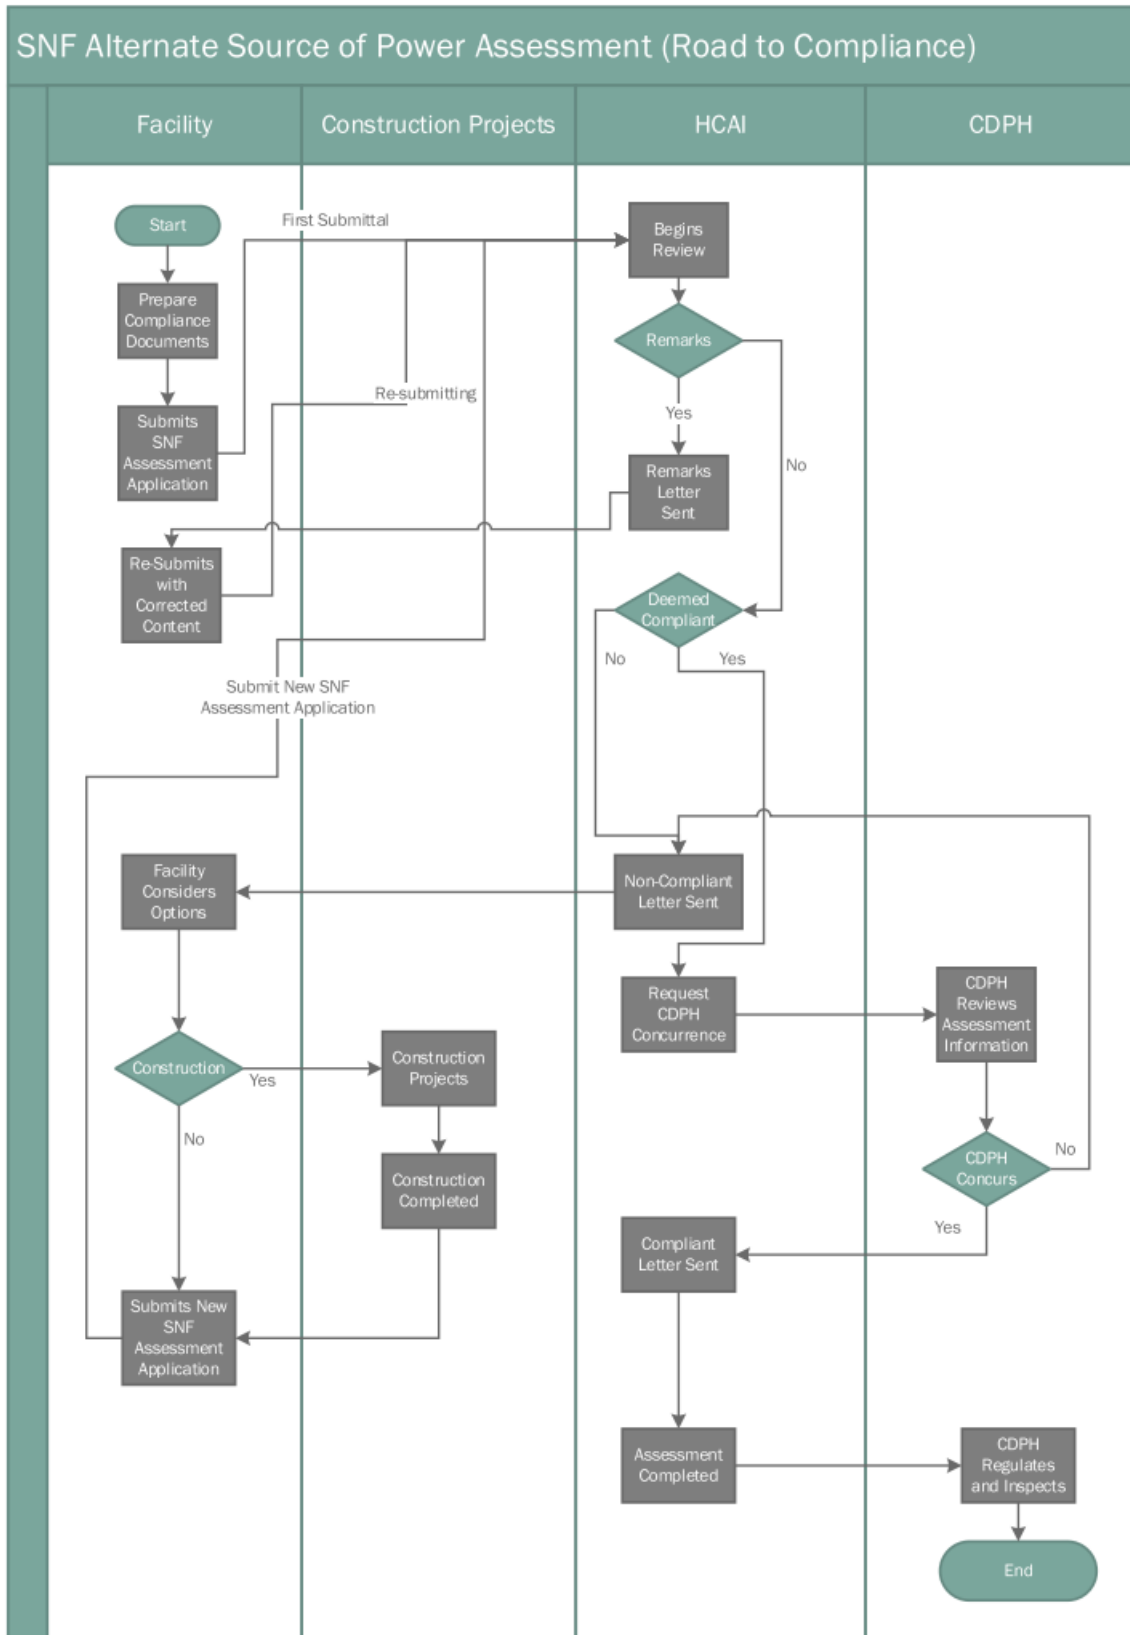 SNF Alternate Source of Power Assessment (Road to Compliance)
Facility
Construction Projects
HCAI
CDPH
Start
First Submittal
Begins
Review
Prepare
Compliance
Documents
Remarks
Re-submitting
Yes
Submits
SNF
Assessment
Application
No
Remarks
Letter
Sent
Re-Submits
with
Corrected
Content
Deemed
Compliant
No
Yes
Submit New SNF
Assessment Application
Facility
Considers
Options
Non-Compliant
Letter Sent
Request
CDPH
Concurrence
CDPH
Reviews
Assessment
Information
Construction
Yes
No
Construction
Projects
Construction
Completed
CDPH
Concurs
No
Yes
Compliant
Letter Sent
Submits New
SNF
Assessment
Application
Assessment
Completed
CDPH
Regulates
and Inspects
End